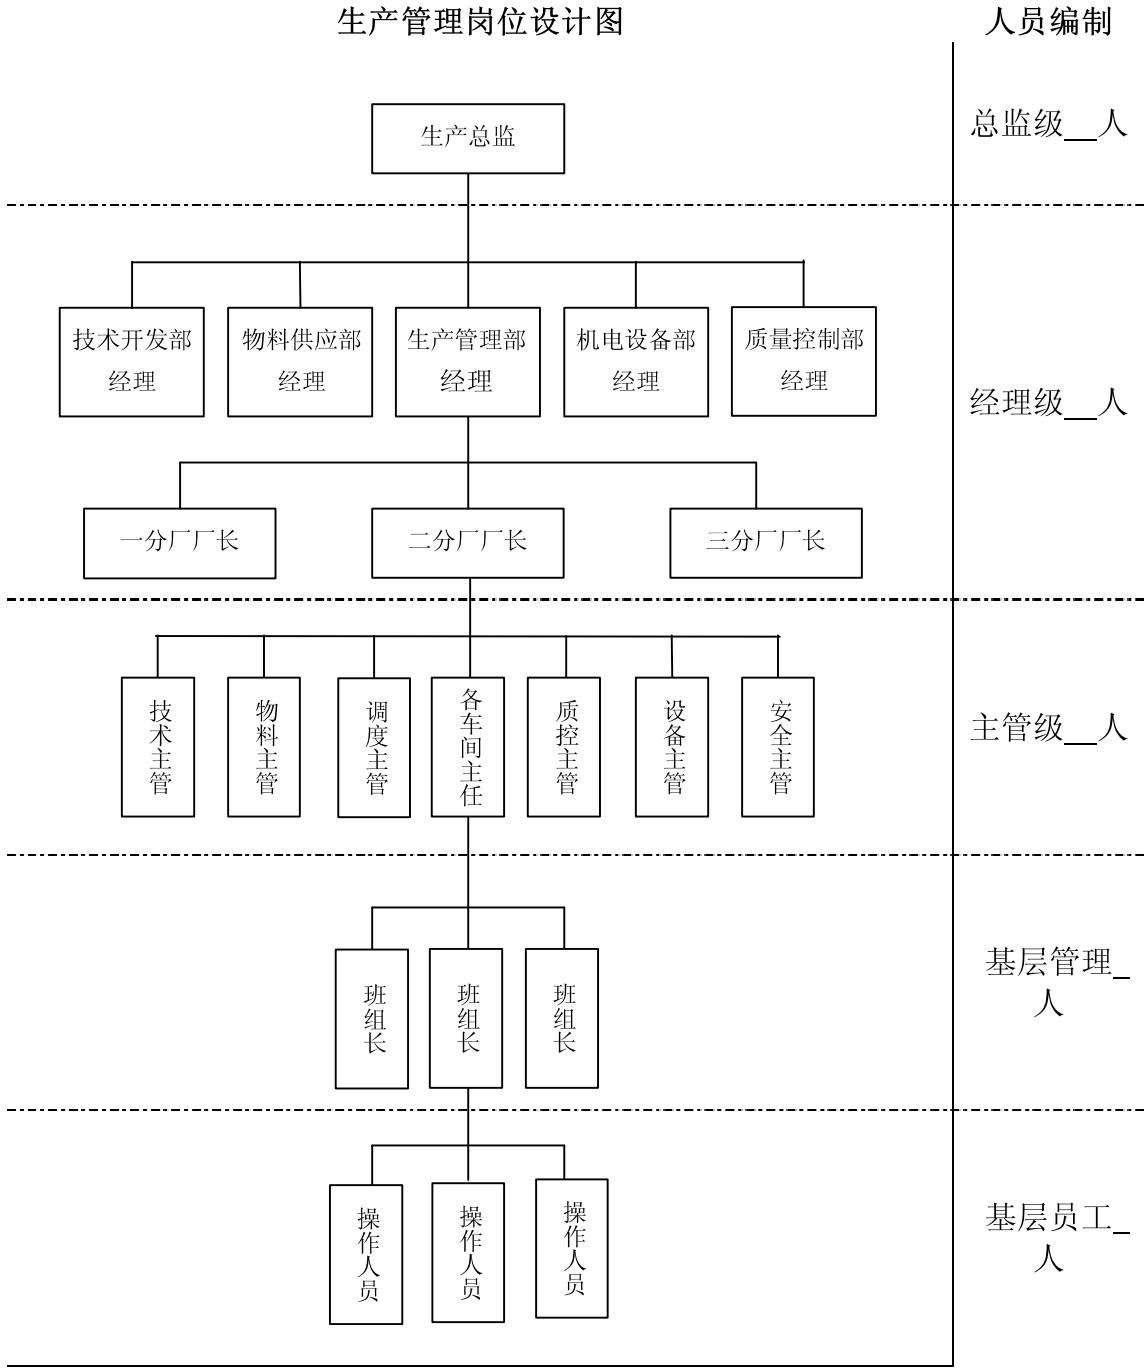 生产管理岗位设计图
人员编制
生产总监
总监级__人
技术开发部
经理
物料供应部
经理
生产管理部
经理
机电设备部
经理
质量控制部
经理
经理级__人
一分厂厂长
二分厂厂长
三分厂厂长
技术主管
物料主管
调度主管
各车间主任
质控主管
设备主管
安全主管
主管级__人
班组长
班组长
班组长
基层管理_
人
操作人员
操作人员
操作人员
基层员工_
人